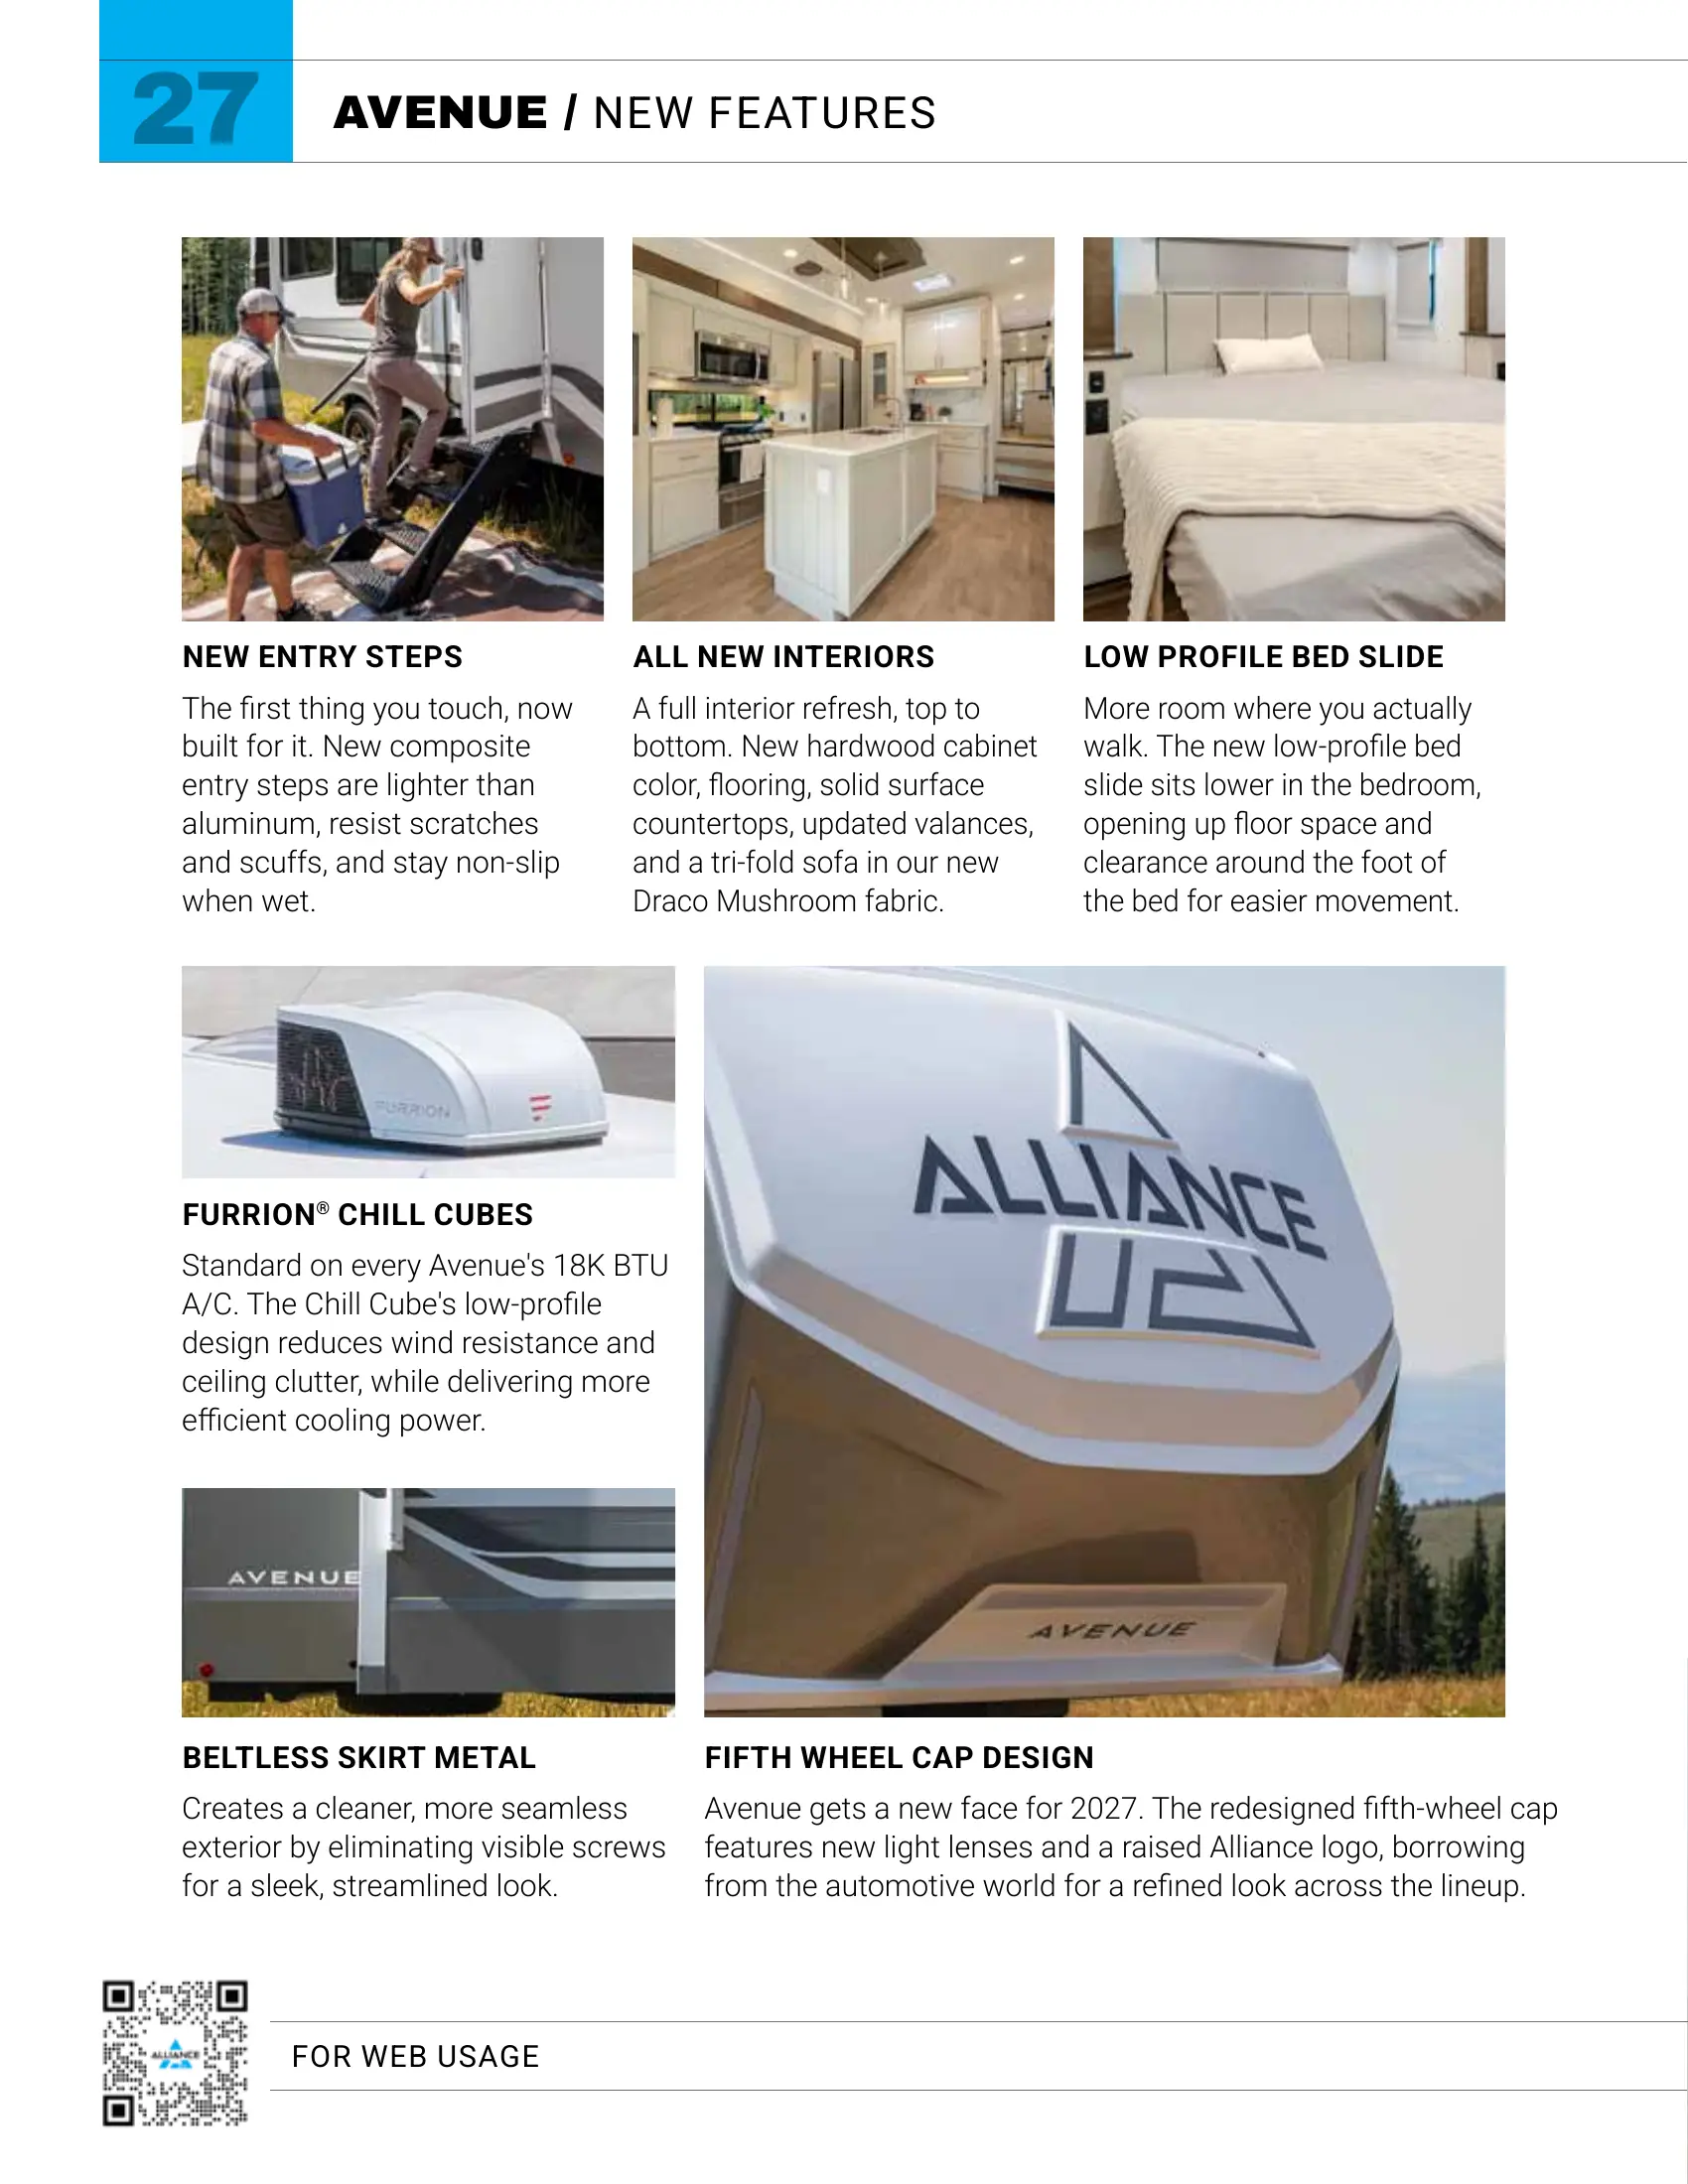 27
AVENUE / NEW FEATURES
NEW ENTRY STEPS
The first thing you touch, now
built for it. New composite
entry steps are lighter than
aluminum, resist scratches
and scuffs, and stay non-slip
when wet.
ALL NEW INTERIORS
A full interior refresh, top to
bottom. New hardwood cabinet
color, flooring, solid surface
countertops, updated valances,
and a tri-fold sofa in our new
Draco Mushroom fabric.
LOW PROFILE BED SLIDE
More room where you actually
walk. The new low-profile bed
slide sits lower in the bedroom,
opening up floor space and
clearance around the foot of
the bed for easier movement.
FURRION
FURRION® CHILL CUBES
Standard on every Avenue's 18K BTU
A/C. The Chill Cube's low-profile
design reduces wind resistance and
ceiling clutter, while delivering more
efficient cooling power.
AVENUE
BELTLESS SKIRT METAL
Creates a cleaner, more seamless
exterior by eliminating visible screws
for a sleek, streamlined look.
ALLIANCE
AVENUE
FIFTH WHEEL CAP DESIGN
Avenue gets a new face for 2027. The redesigned fifth-wheel cap
features new light lenses and a raised Alliance logo, borrowing
from the automotive world for a refined look across the lineup.
ALLIANCE
FOR WEB USAGE